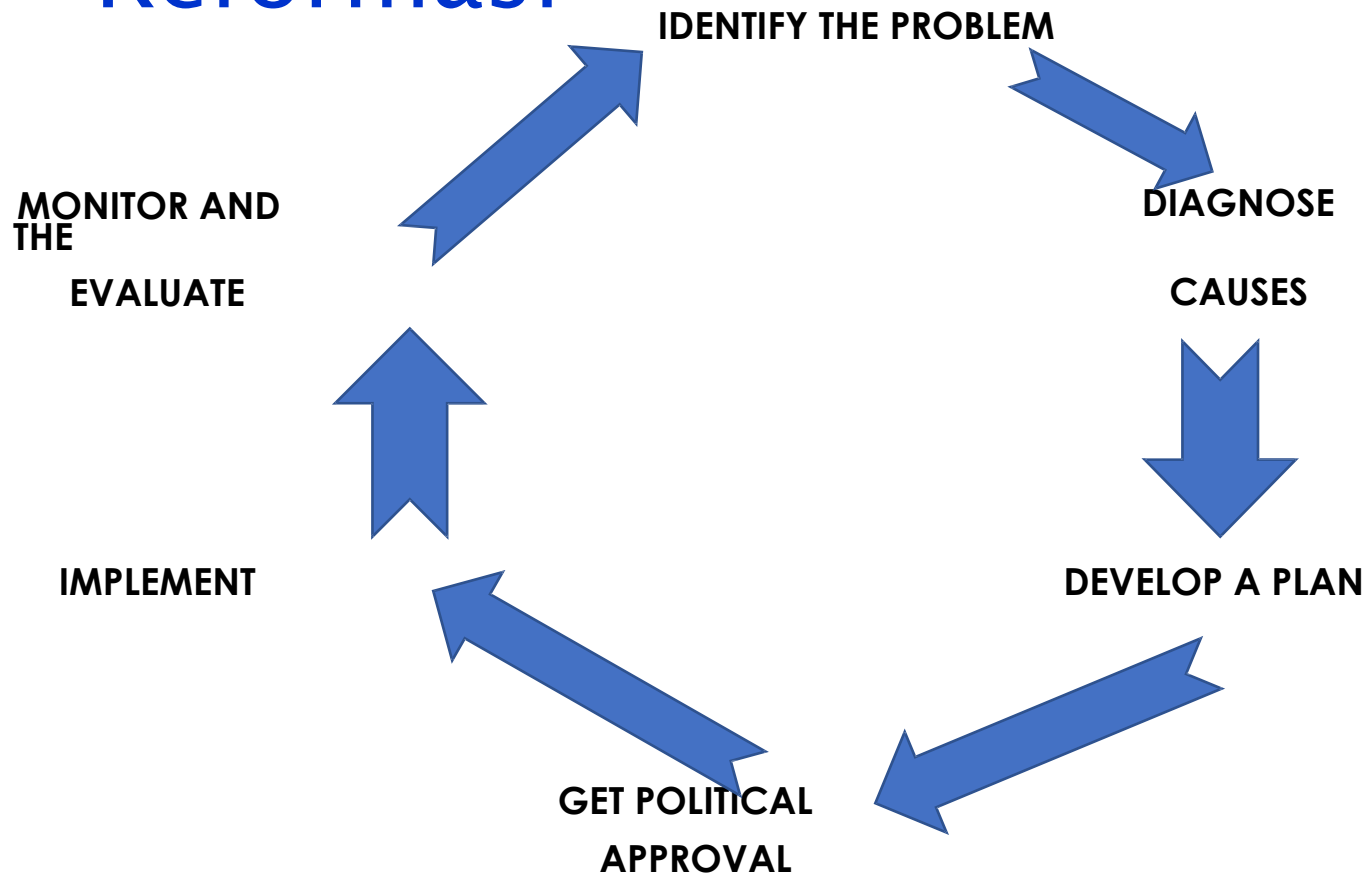 IDENTIFY THE PROBLEM
MONITOR AND
THE
EVALUATE
DIAGNOSE
CAUSES
IMPLEMENT
DEVELOP A PLAN
GET POLITICAL
APPROVAL